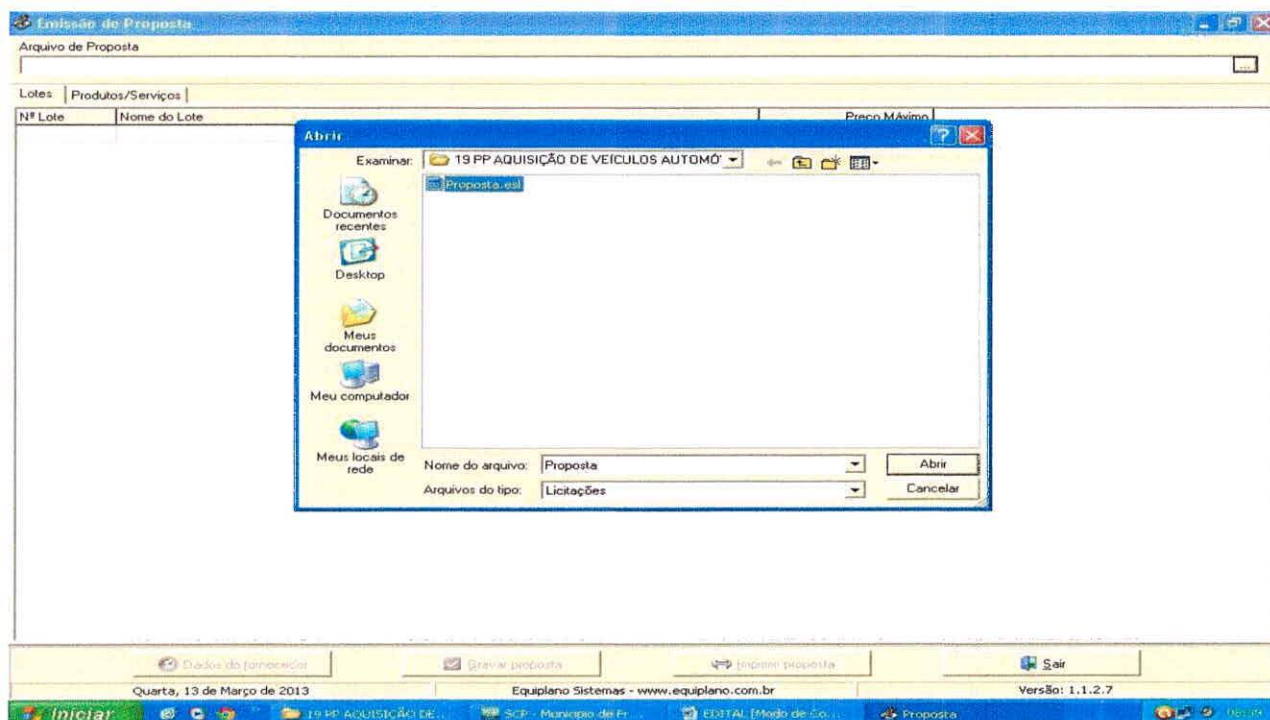 Emissão de Proposta
Arquivo de Proposta
...
Lotes Produtos/Serviços
Nº Lote Nome do Lote Preço Máximo
Abrir
Examinar: 19 PP AQUISIÇÃO DE VEÍCULOS AUTOMÓ
Proposta.esl
Documentos recentes
Desktop
Meus documentos
Meu computador
Meus locais de rede
Nome do arquivo: Proposta Abrir
Arquivos do tipo: Licitações Cancelar
Dados do fornecedor Gravar proposta Imprimir proposta Sair
Quarta, 13 de Março de 2013 Equiplano Sistemas - www.equiplano.com.br Versão: 1.1.2.7
Iniciar 19 PP AQUISIÇÃO DE... SCP - Municipio de Fr... EDITAL [Modo de Co... Proposta